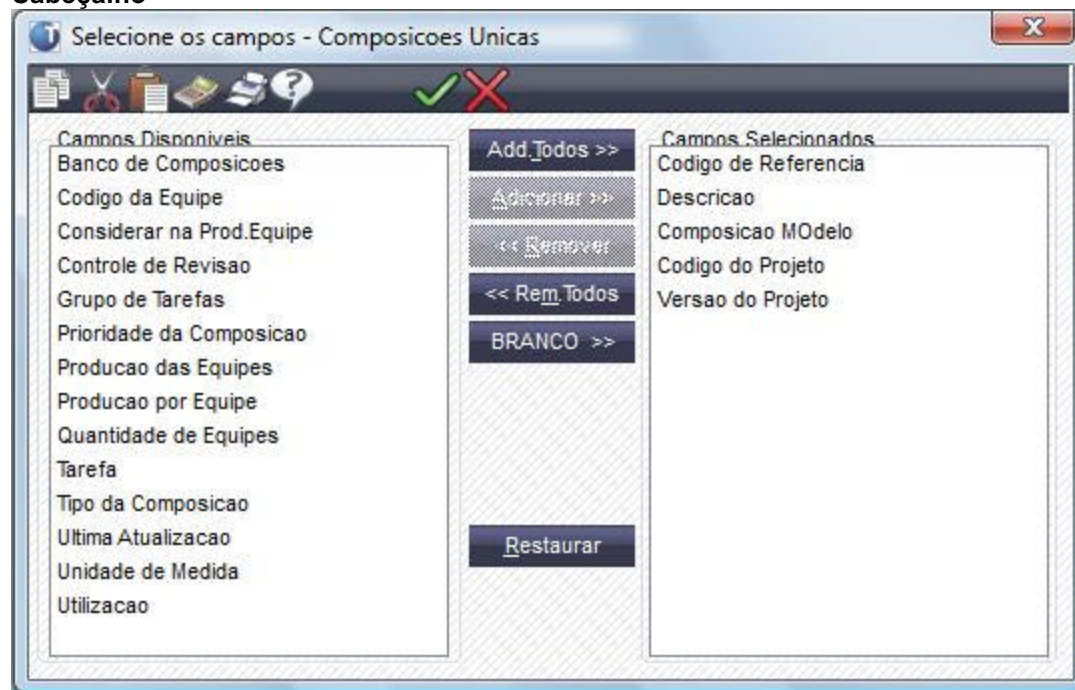 Cabeçalho
Selecione os campos - Composicoes Unicas
Campos Disponiveis
Banco de Composicoes
Codigo da Equipe
Considerar na Prod.Equipe
Controle de Revisao
Grupo de Tarefas
Prioridade da Composicao
Producao das Equipes
Producao por Equipe
Quantidade de Equipes
Tarefa
Tipo da Composicao
Ultima Atualizacao
Unidade de Medida
Utilizacao
Add.Todos >>
Adicionar >>
<< Remover
<< Rem.Todos
BRANCO >>
Restaurar
Campos Selecionados
Codigo de Referencia
Descricao
Composicao MOdelo
Codigo do Projeto
Versao do Projeto